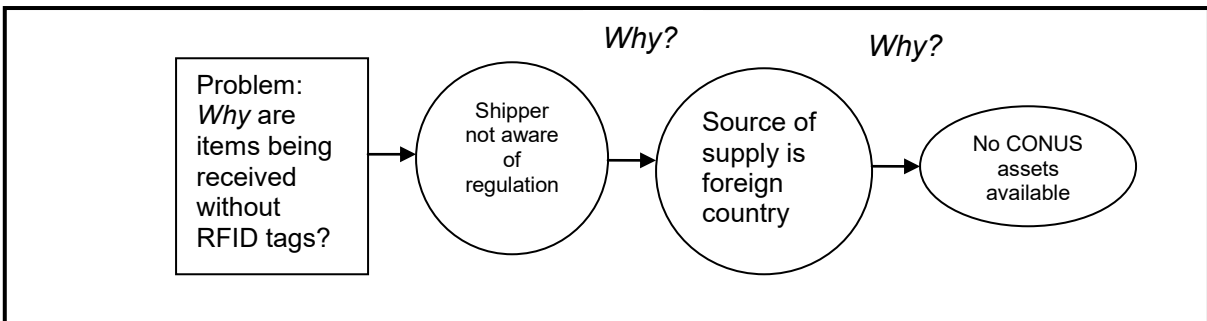 Why?
Why?
Problem:
Why are
items being
received
without
RFID tags?
Shipper
not aware
of
regulation
Source of
supply is
foreign
country
No CONUS
assets
available